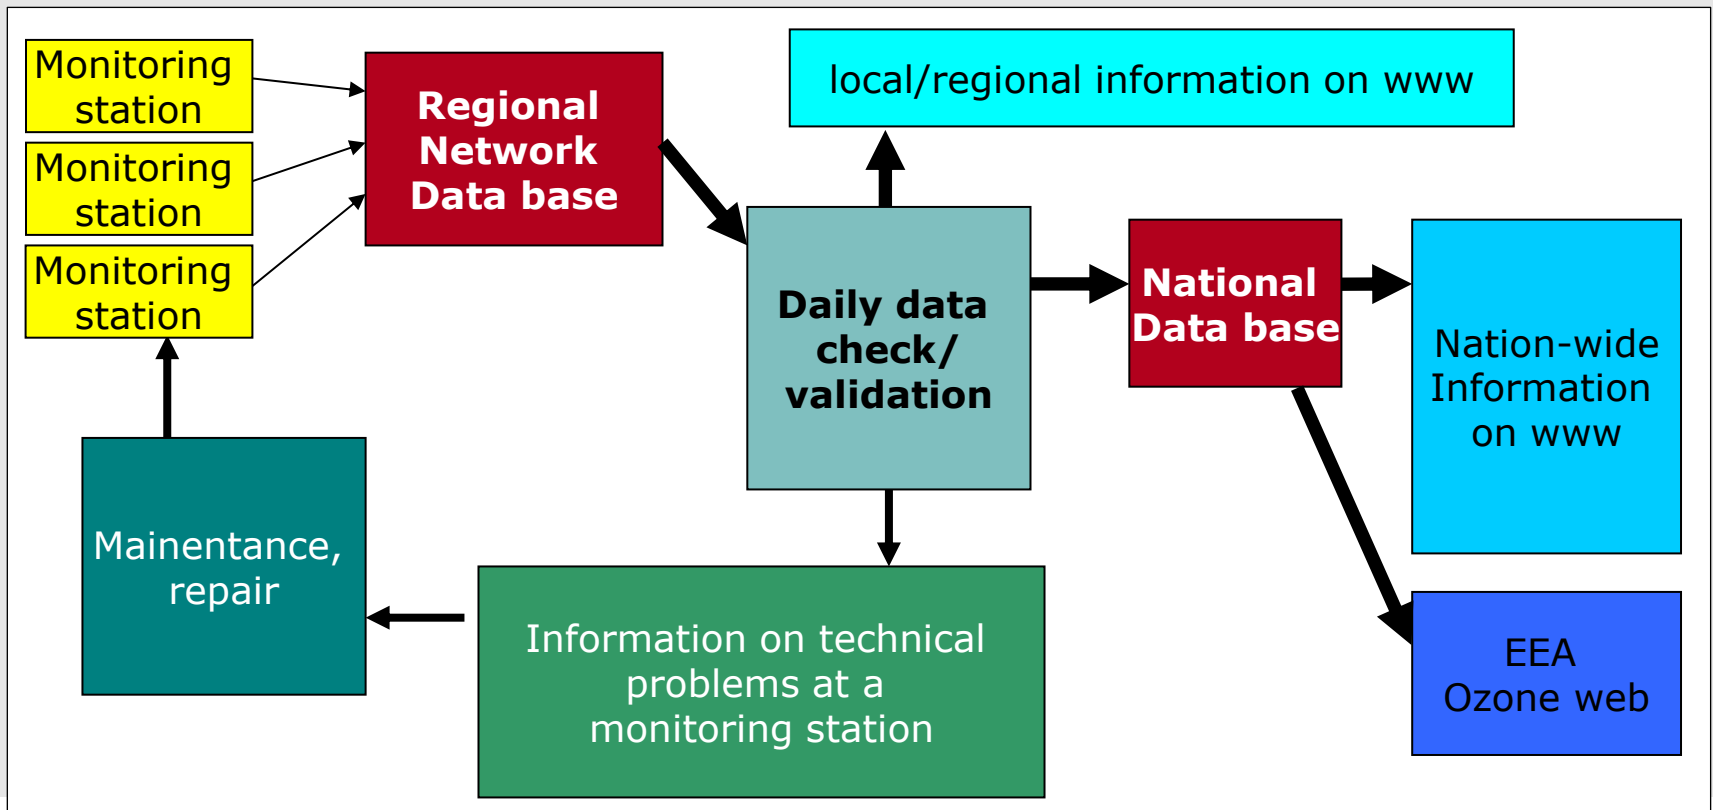 Monitoring
station
Monitoring
station
Monitoring
station
Regional
Network
Data base
local/regional information on www
Daily data
check/
validation
National
Data base
Nation-wide
Information
on www
EEA
Ozone web
Information on technical
problems at a
monitoring station
Mainentance,
repair